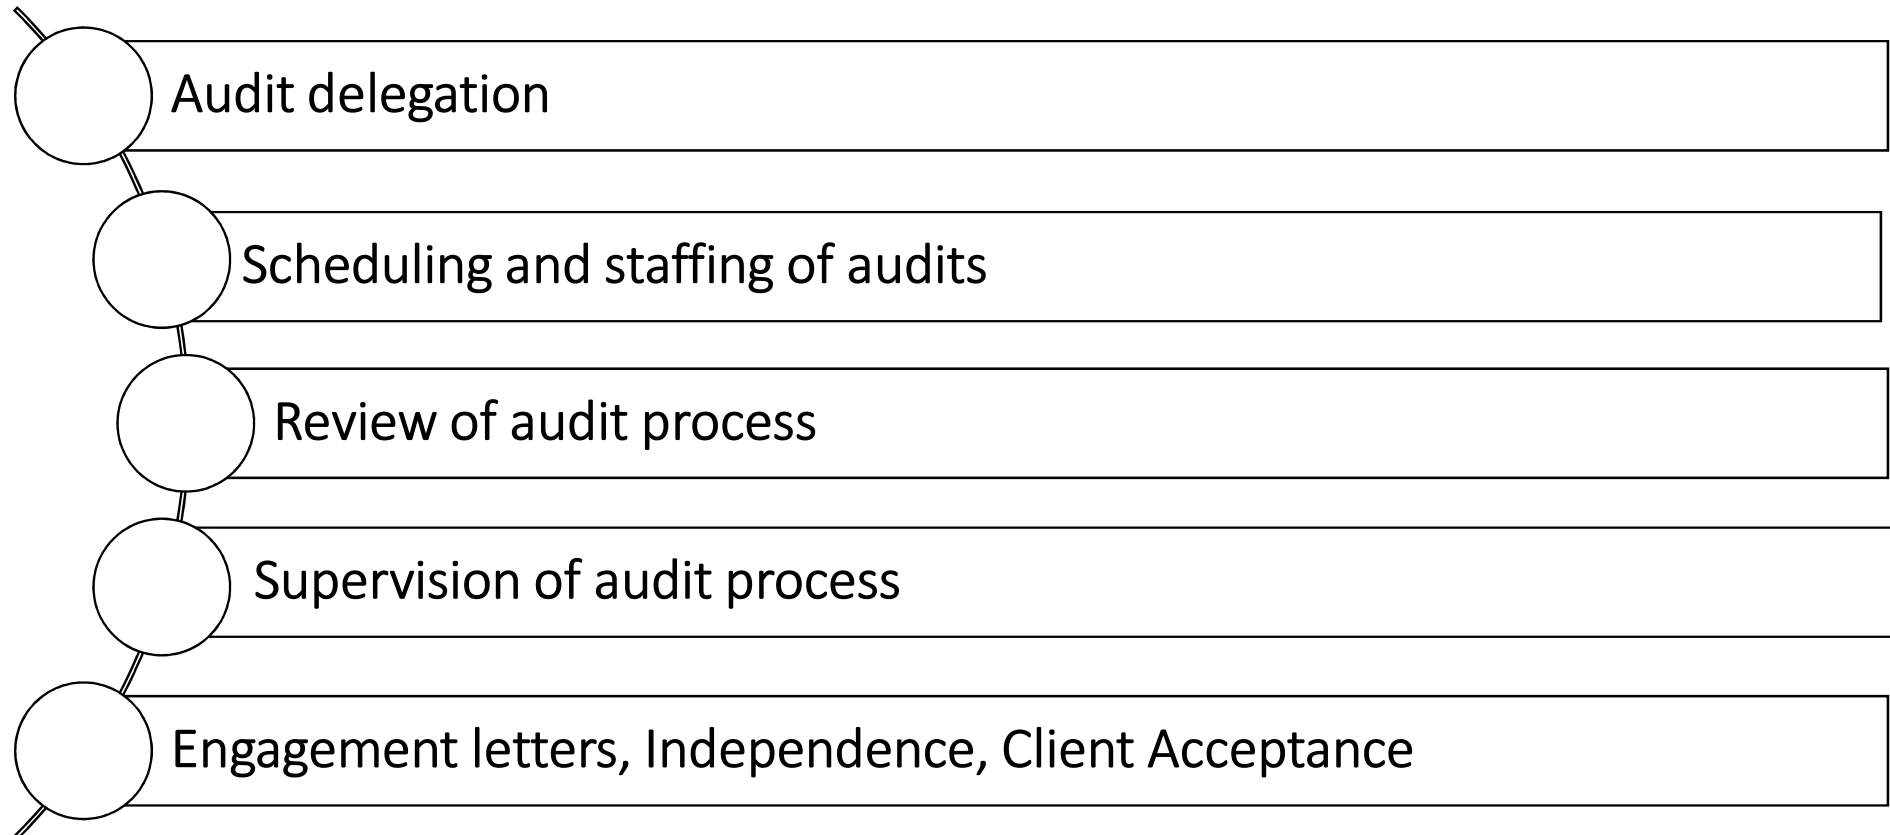 Audit delegation
Scheduling and staffing of audits
Review of audit process
Supervision of audit process
Engagement letters, Independence, Client Acceptance